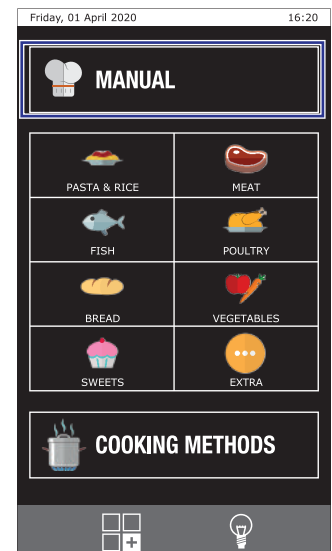 Friday, 01 April 2020 16:20
MANUAL
PASTA & RICE MEAT
FISH POULTRY
BREAD VEGETABLES
SWEETS EXTRA
COOKING METHODS